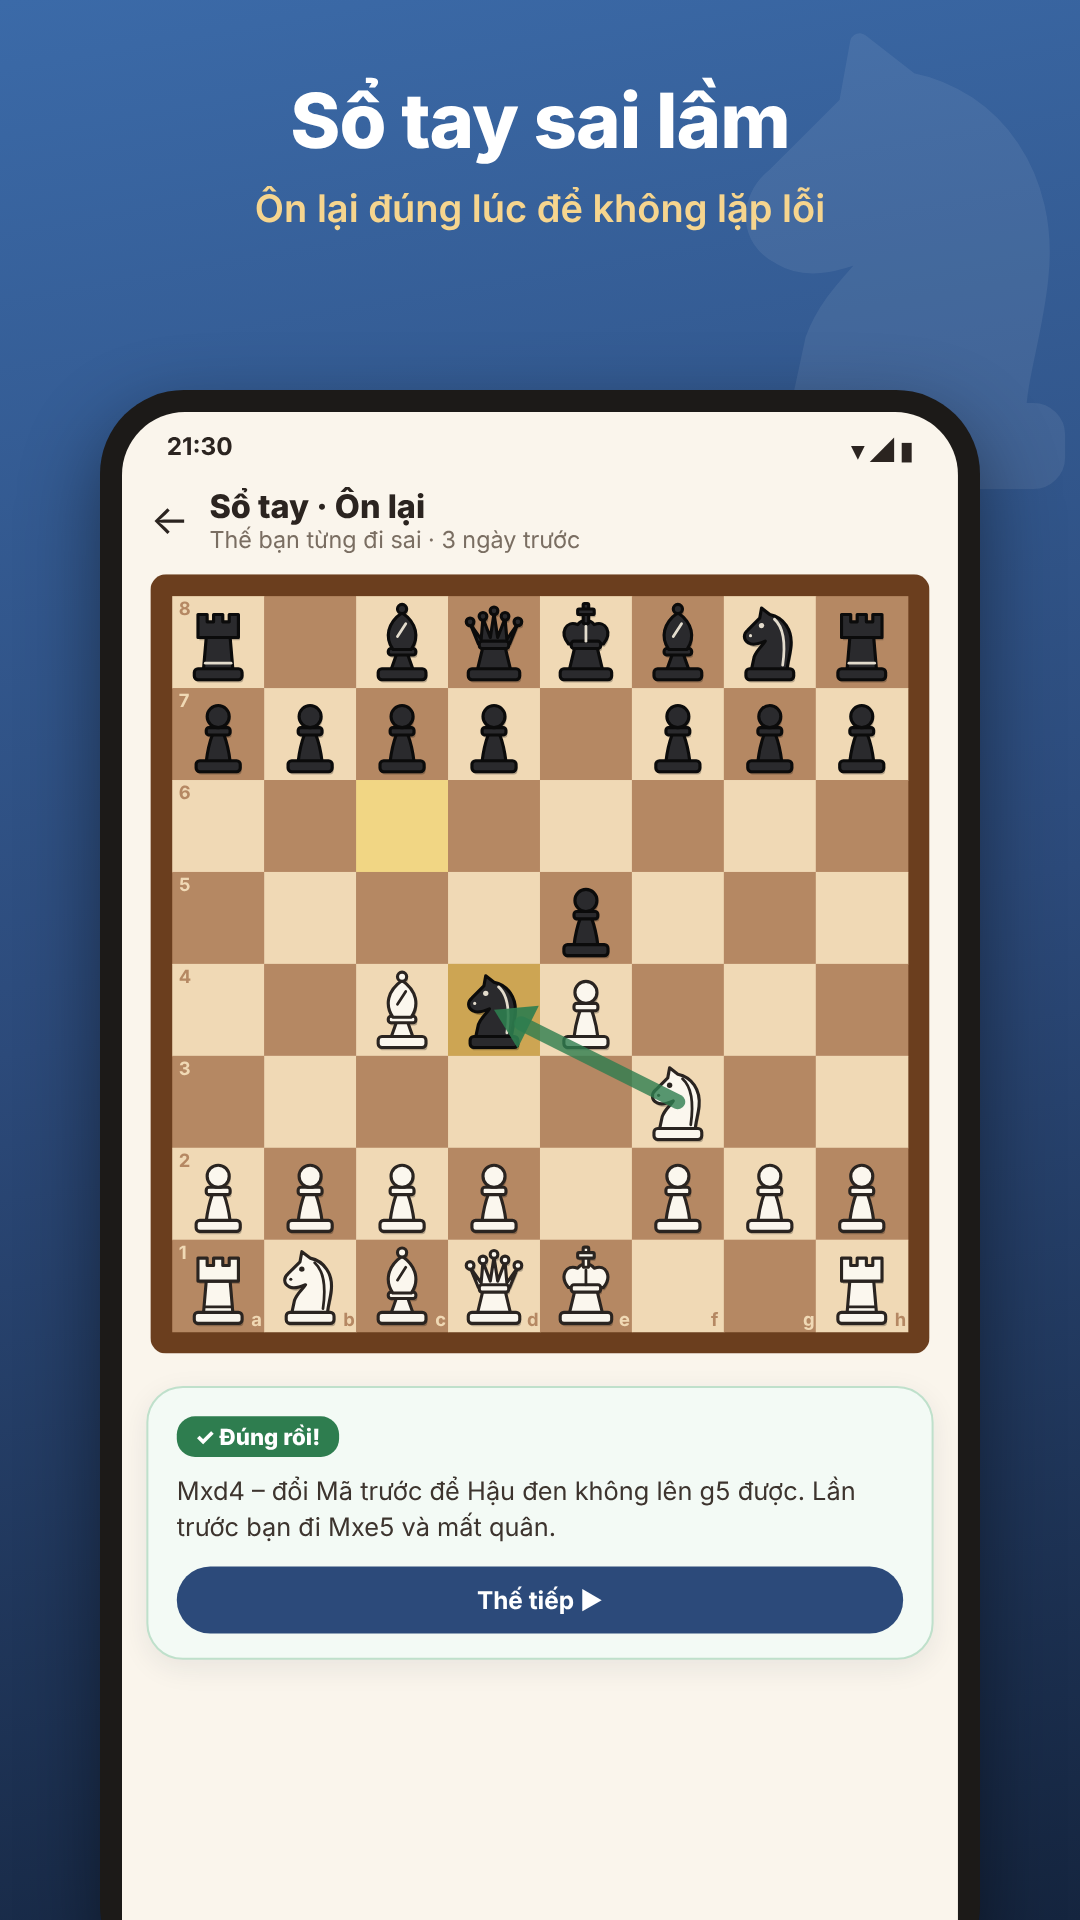 Sổ tay sai lầm
Ôn lại đúng lúc để không lặp lỗi
21:30
Sổ tay · Ôn lại
Thế bạn từng đi sai · 3 ngày trước
8
7
6
5
4
3
2
1
a b c d e f g h
✓ Đúng rồi!
Mxd4 – đổi Mã trước để Hậu đen không lên g5 được. Lần
trước bạn đi Mxe5 và mất quân.
Thế tiếp ▶